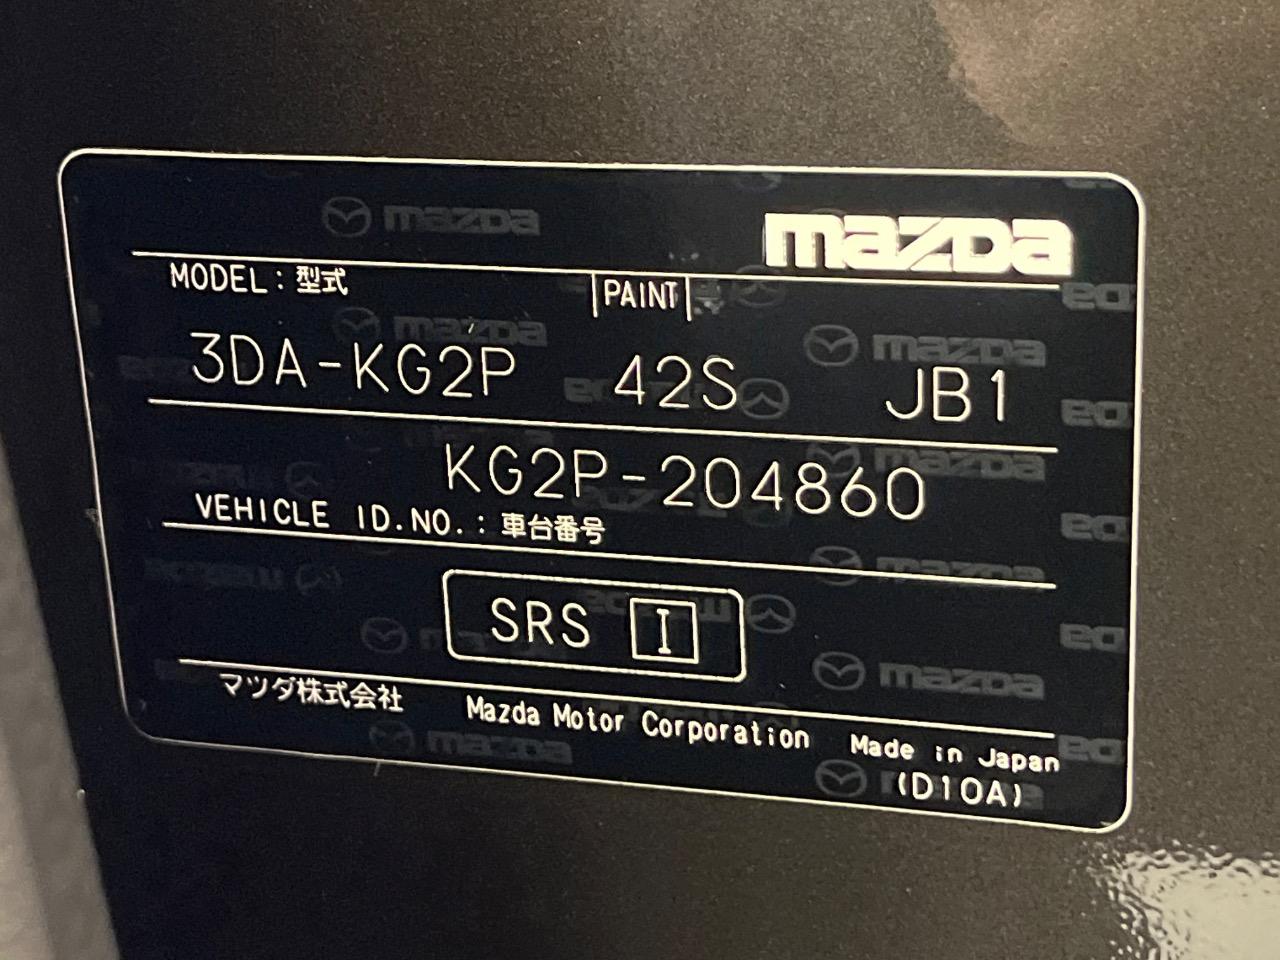 mazda
MODEL：型式 PAINT
3DA-KG2P 42S JB1
KG2P-204860
VEHICLE ID.NO.：車台番号
SRS I
マツダ株式会社 Mazda Motor Corporation Made in Japan
(D10A)